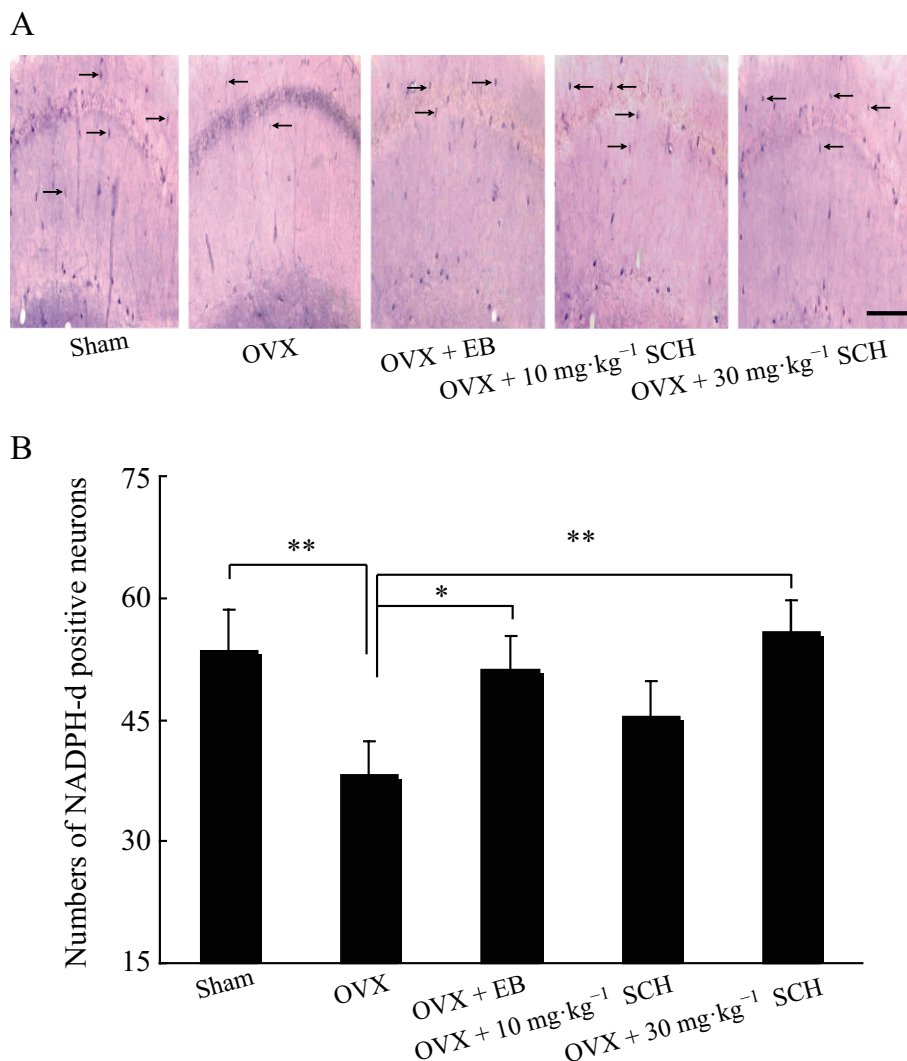 A
Sham
OVX
OVX + EB
OVX + 10 mg·kg⁻¹ SCH
OVX + 30 mg·kg⁻¹ SCH
B
Numbers of NADPH-d positive neurons
75
60
45
30
15
**
*
**
Sham
OVX
OVX + EB
OVX + 10 mg·kg⁻¹ SCH
OVX + 30 mg·kg⁻¹ SCH